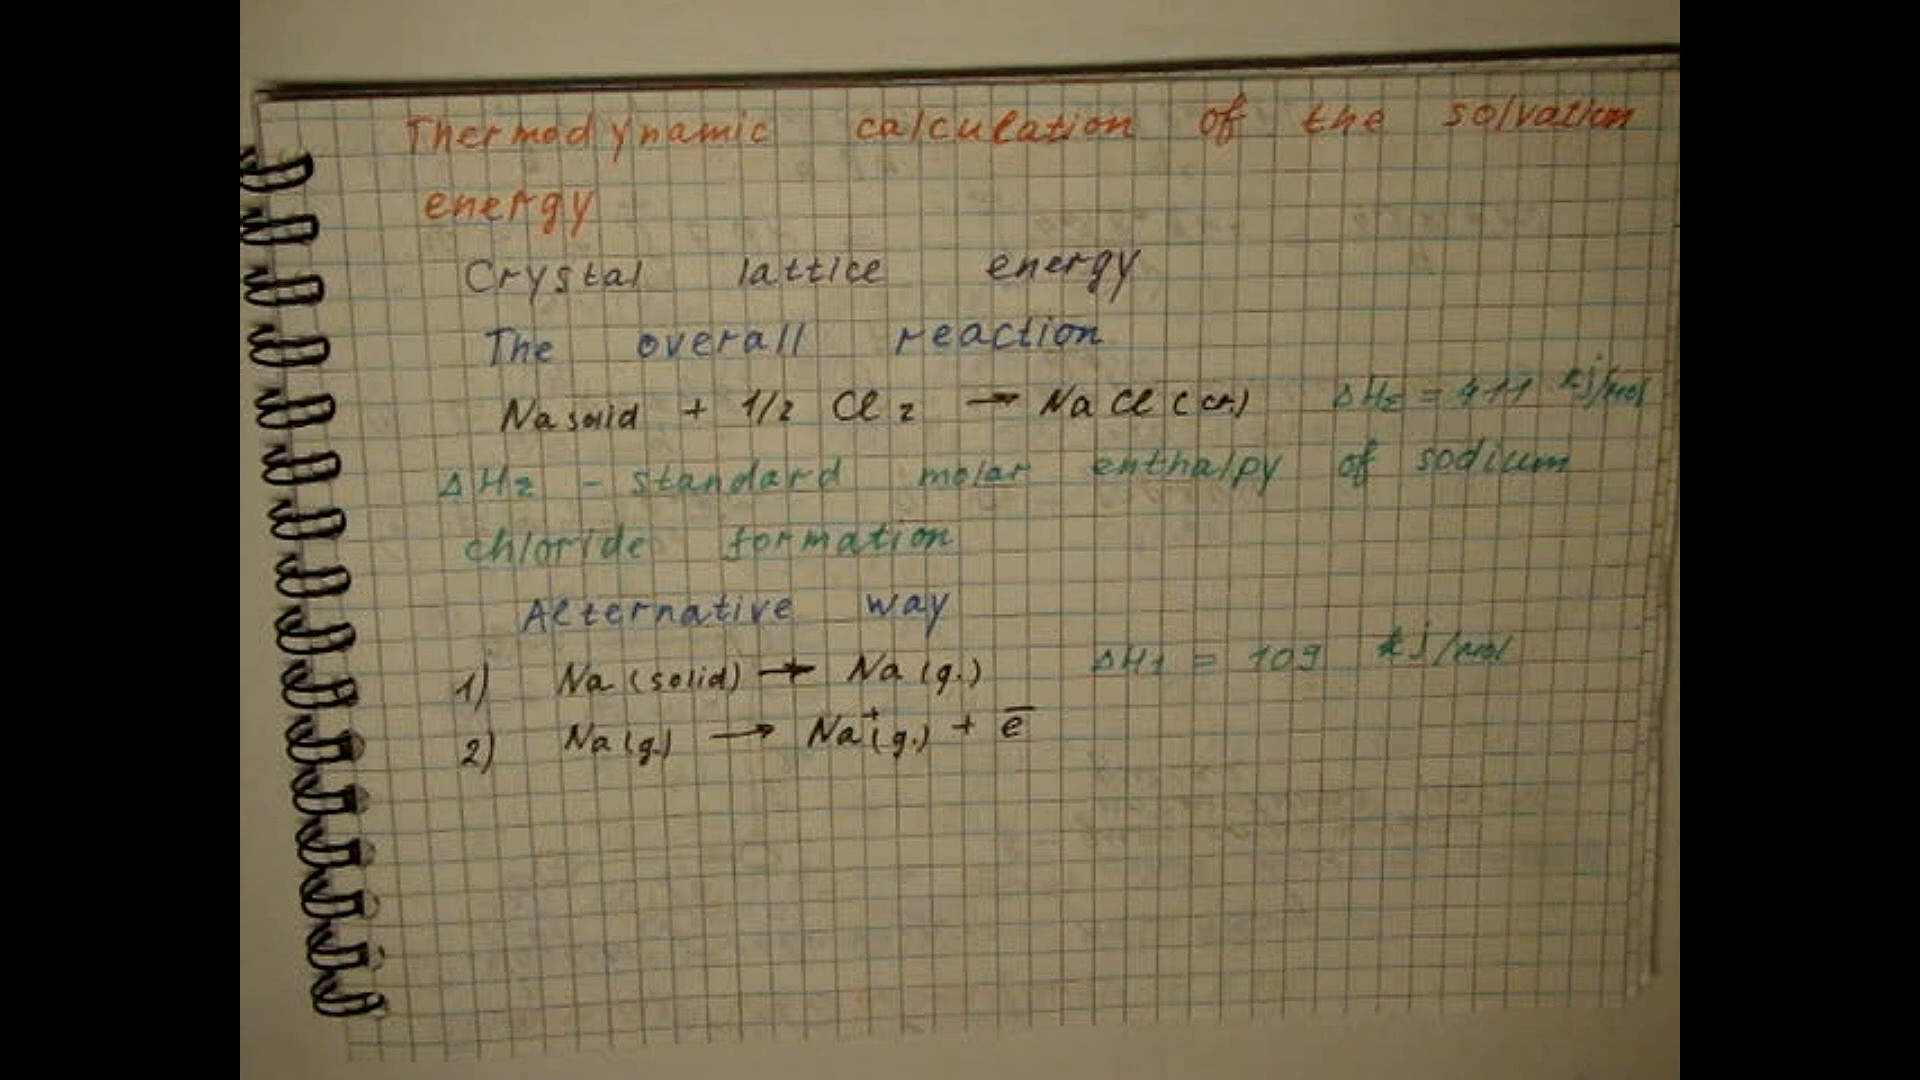 Thermodynamic calculation of the solvation
energy
Crystal lattice energy
The overall reaction
Na solid + 1/2 Cl2 → NaCl (cr.) ΔHΣ = 411 kj/mol
ΔHΣ - standard molar enthalpy of sodium
chloride formation
Alternative way
1) Na (solid) → Na (g.) ΔH1 = 109 kj/mol
2) Na (g.) → Na+ (g.) + e̅